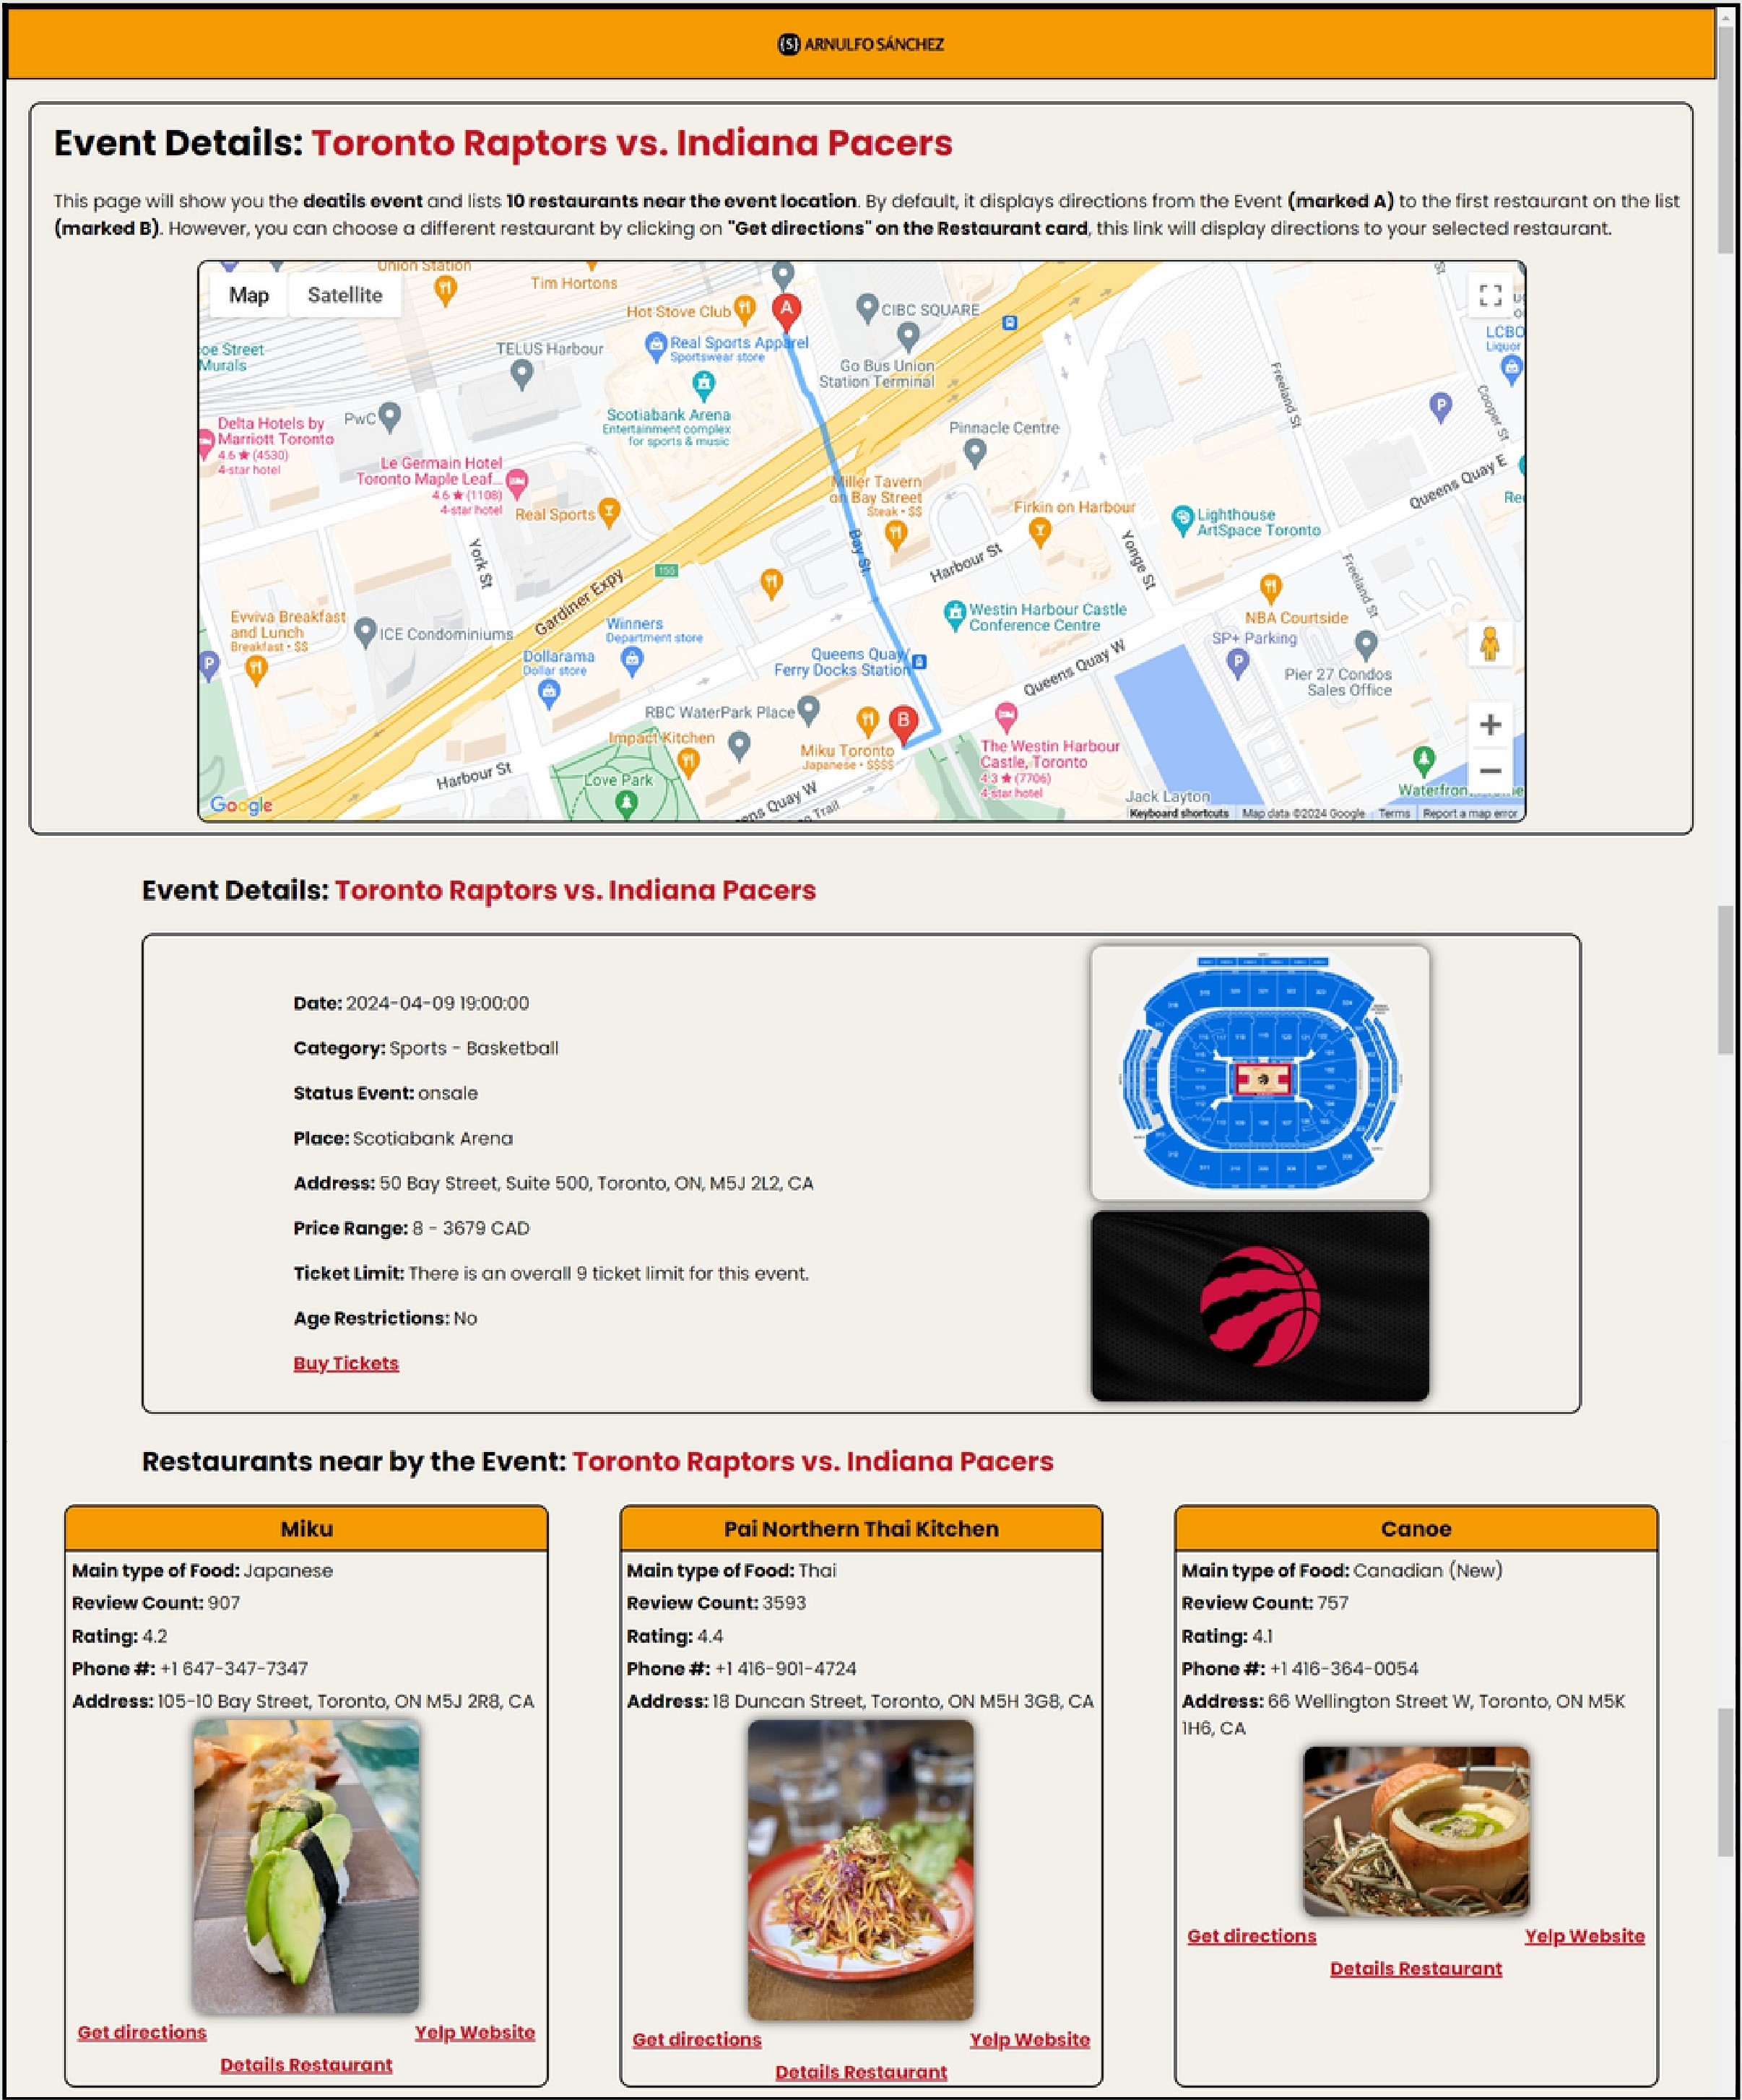 {S} ARNULFO SÁNCHEZ
Event Details: Toronto Raptors vs. Indiana Pacers
This page will show you the deatils event and lists 10 restaurants near the event location. By default, it displays directions from the Event (marked A) to the first restaurant on the list
(marked B). However, you can choose a different restaurant by clicking on "Get directions" on the Restaurant card, this link will display directions to your selected restaurant.
Map
Satellite
Union Station
Tim Hortons
Hot Stove Club
A
CIBC SQUARE
LCBO
Liquor
oe Street
Murals
TELUS Harbour
Real Sports Apparel
Sportswear store
Go Bus Union
Station Terminal
Freeland St
Cooper St
P
PwC
Delta Hotels by
Marriott Toronto
4.6 ★ (4530)
4-star hotel
Scotiabank Arena
Entertainment complex
for sports & music
Pinnacle Centre
Le Germain Hotel
Toronto Maple Leaf...
4.6 ★ (1108)
4-star hotel
Real Sports
Miller Tavern
on Bay Street
Steak • $$
Firkin on Harbour
Lighthouse
ArtSpace Toronto
Queens Quay E
York St
Bay St.
Harbour St
Yonge St
Freeland St
155
Gardiner Expy
Evviva Breakfast
and Lunch
Breakfast • $$
ICE Condominiums
Winners
Department store
Dollarama
Dollar store
Westin Harbour Castle
Conference Centre
NBA Courtside
SP+ Parking
P
P
Queens Quay/
Ferry Docks Station
Queens Quay W
Pier 27 Condos
Sales Office
RBC WaterPark Place
B
Impact Kitchen
Miku Toronto
Japanese • $$$$
The Westin Harbour
Castle, Toronto
4.3 ★ (7706)
4-star hotel
Harbour St
Love Park
ens Quay W
Trail
Jack Layton
Waterfron
Google
Keyboard shortcuts
Map data ©2024 Google
Terms
Report a map error
Event Details: Toronto Raptors vs. Indiana Pacers
Date: 2024-04-09 19:00:00
Category: Sports - Basketball
Status Event: onsale
Place: Scotiabank Arena
Address: 50 Bay Street, Suite 500, Toronto, ON, M5J 2L2, CA
Price Range: 8 - 3679 CAD
Ticket Limit: There is an overall 9 ticket limit for this event.
Age Restrictions: No
Buy Tickets
Restaurants near by the Event: Toronto Raptors vs. Indiana Pacers
Miku
Main type of Food: Japanese
Review Count: 907
Rating: 4.2
Phone #: +1 647-347-7347
Address: 105-10 Bay Street, Toronto, ON M5J 2R8, CA
Get directions
Yelp Website
Details Restaurant
Pai Northern Thai Kitchen
Main type of Food: Thai
Review Count: 3593
Rating: 4.4
Phone #: +1 416-901-4724
Address: 18 Duncan Street, Toronto, ON M5H 3G8, CA
Get directions
Yelp Website
Details Restaurant
Canoe
Main type of Food: Canadian (New)
Review Count: 757
Rating: 4.1
Phone #: +1 416-364-0054
Address: 66 Wellington Street W, Toronto, ON M5K
1H6, CA
Get directions
Yelp Website
Details Restaurant